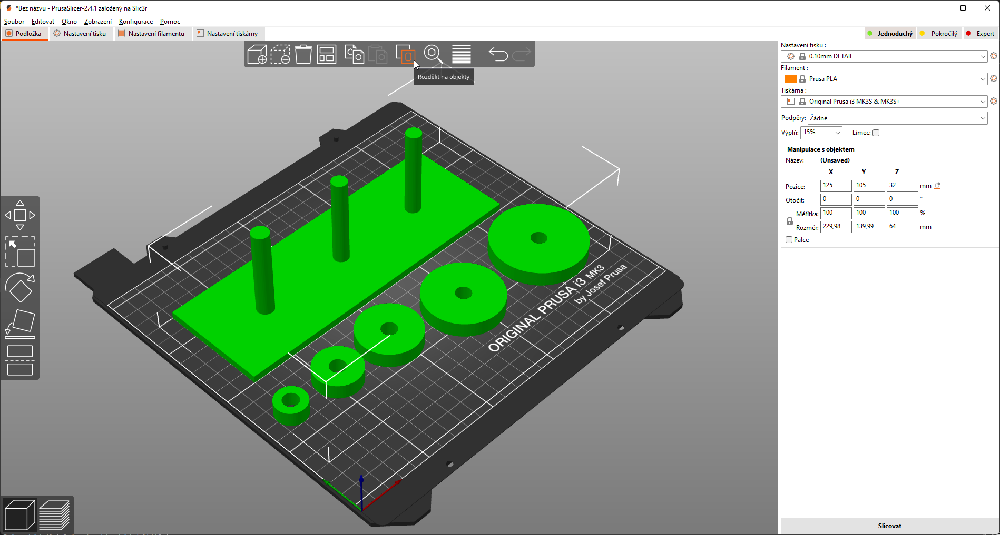 *Bez názvu - PrusaSlicer-2.4.1 založený na Slic3r
Soubor Editovat Okno Zobrazení Konfigurace Pomoc
Podložka Nastavení tisku Nastavení filamentu Nastavení tiskárny
Jednoduchý Pokročilý Expert
Rozdělit na objekty
ORIGINAL PRUSA i3 MK3
by Josef Prusa
Nastavení tisku :
0.10mm DETAIL
Filament :
Prusa PLA
Tiskárna :
Original Prusa i3 MK3S & MK3S+
Podpěry: Žádné
Výplň: 15% Límec:
Manipulace s objektem
Název: (Unsaved)
X Y Z
Pozice: 125 105 32 mm
Otočit: 0 0 0 °
Měřítka: 100 100 100 %
Rozměr: 229,98 139,99 64 mm
Palce
Slicovat